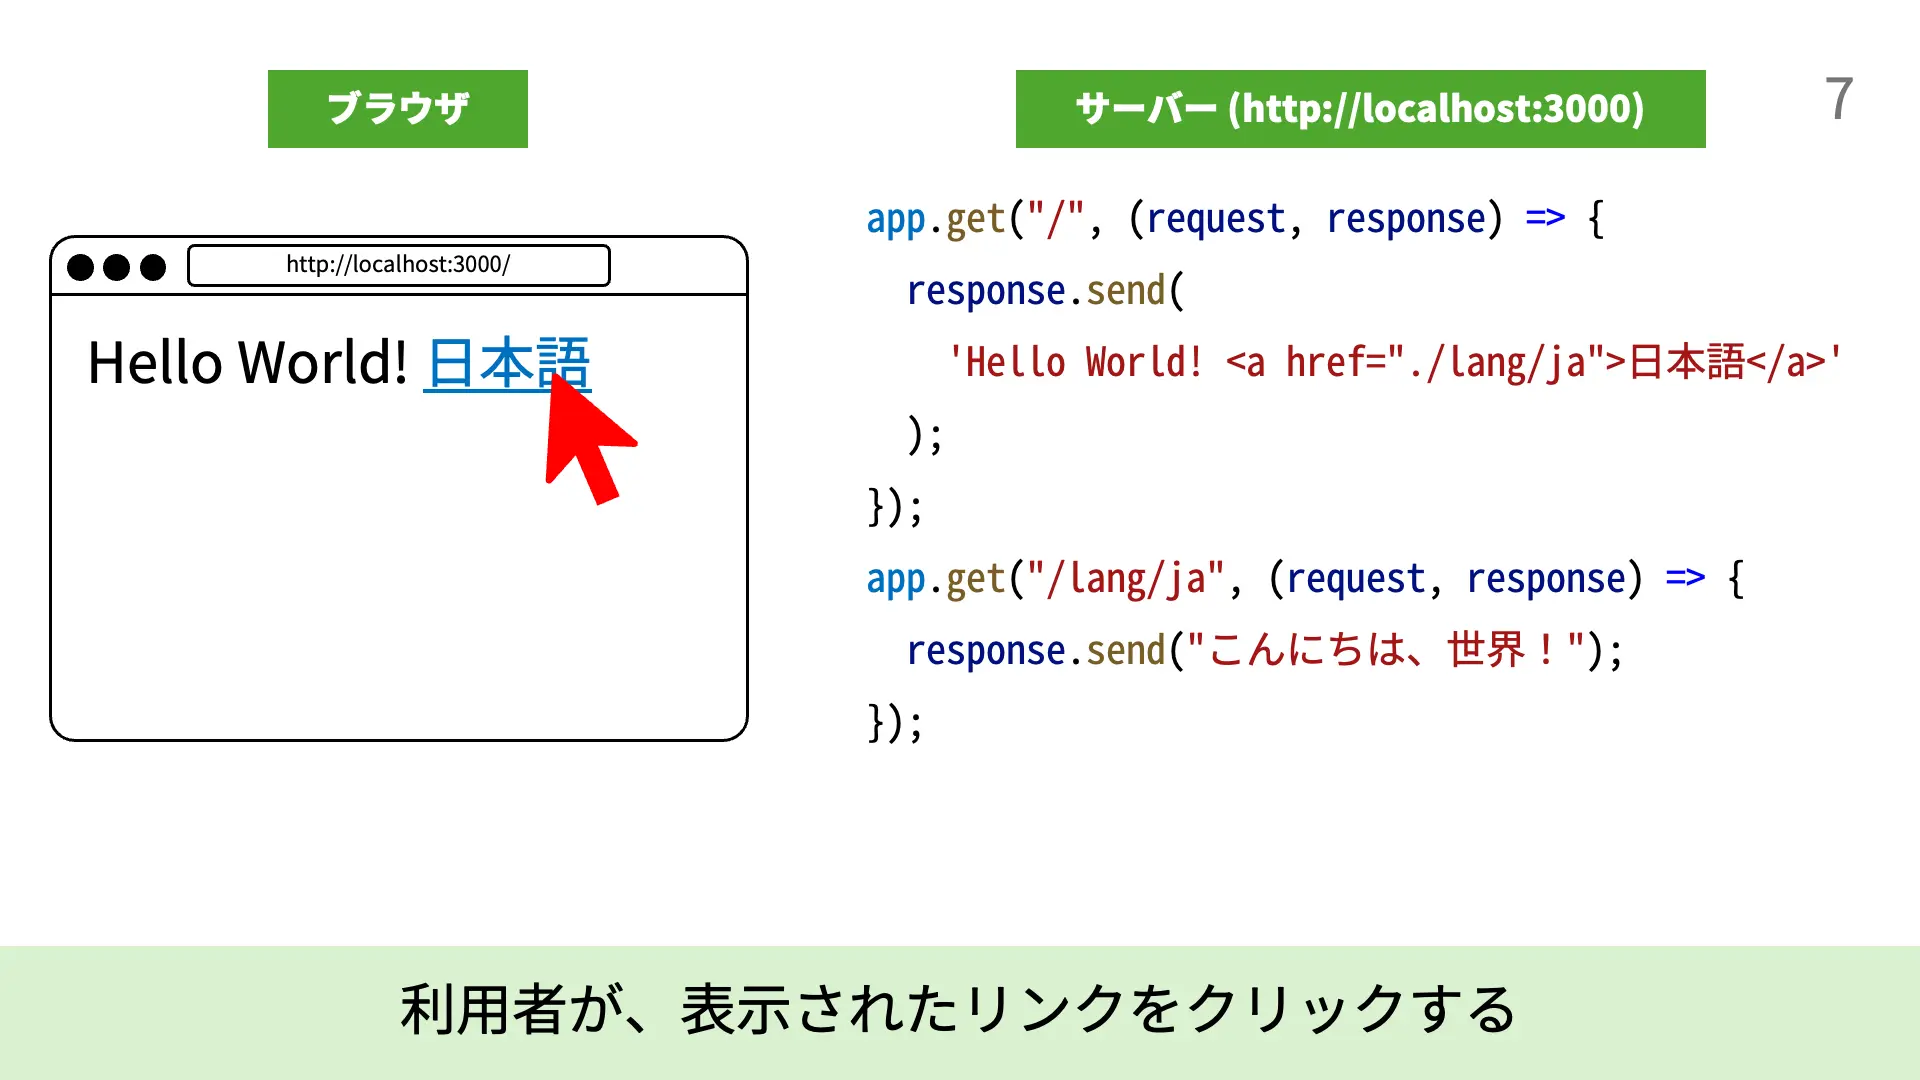 ブラウザ
サーバー (http://localhost:3000)
7
http://localhost:3000/
Hello World! 日本語
app.get("/", (request, response) => {
  response.send(
    'Hello World! <a href="./lang/ja">日本語</a>'
  );
});
app.get("/lang/ja", (request, response) => {
  response.send("こんにちは、世界！");
});
利用者が、表示されたリンクをクリックする